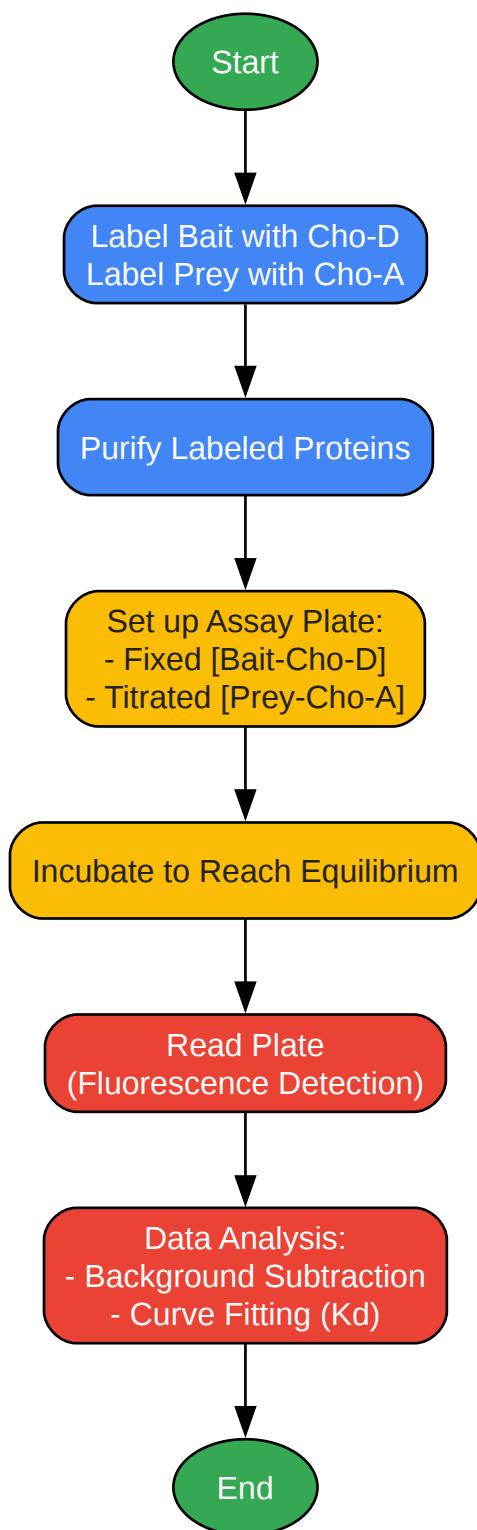 Start
Label Bait with Cho-D
Label Prey with Cho-A
Purify Labeled Proteins
Set up Assay Plate:
- Fixed [Bait-Cho-D]
- Titrated [Prey-Cho-A]
Incubate to Reach Equilibrium
Read Plate
(Fluorescence Detection)
Data Analysis:
- Background Subtraction
- Curve Fitting (Kd)
End